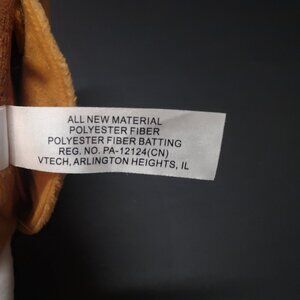 ALL NEW MATERIAL
POLYESTER FIBER
POLYESTER FIBER BATTING
REG. NO. PA-12124(CN)
VTECH, ARLINGTON HEIGHTS, IL